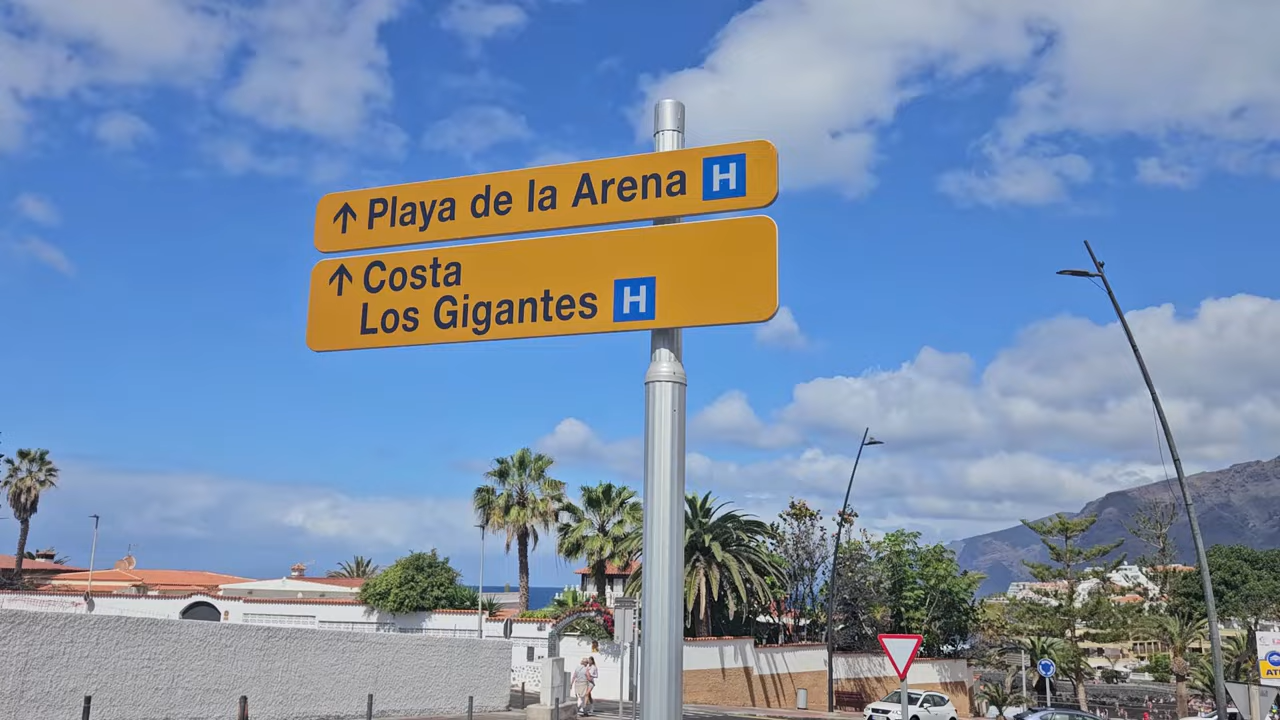 ↑ Playa de la Arena H
↑ Costa
Los Gigantes H